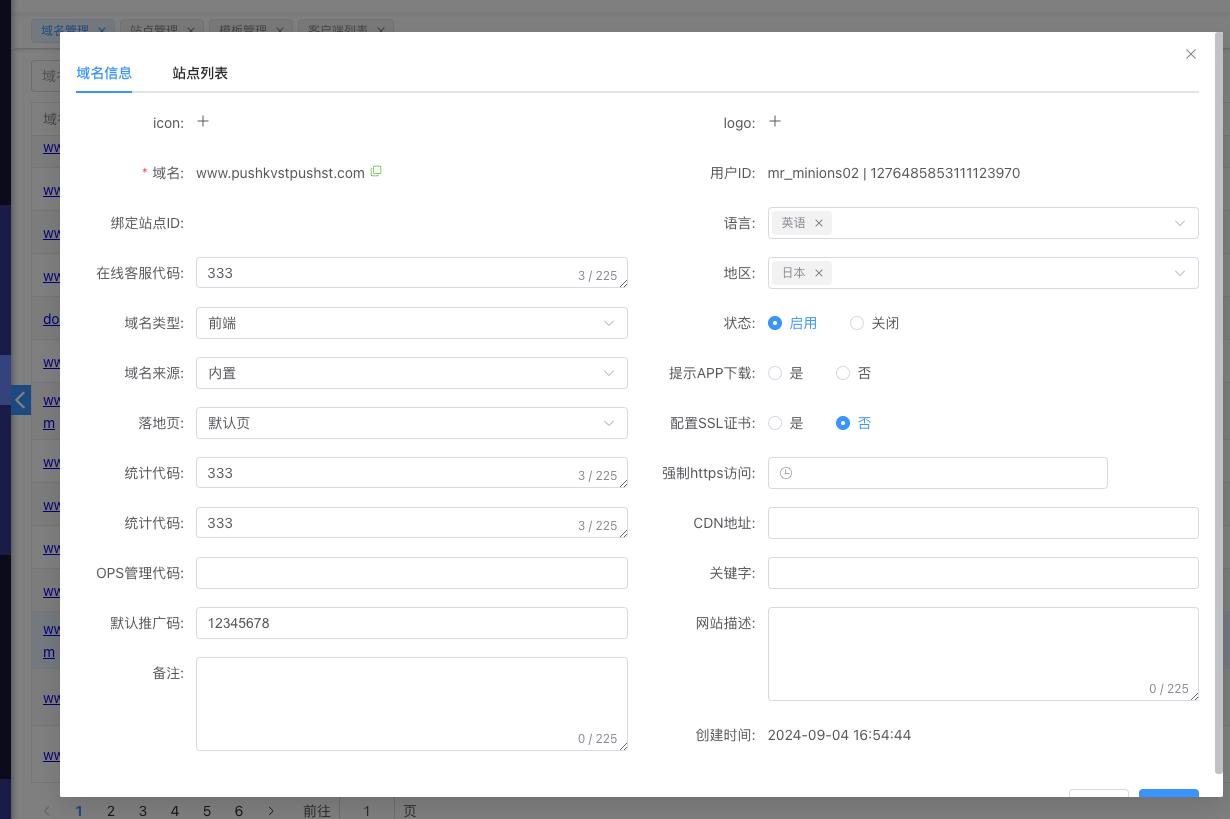 域名管理 ×
站点管理 ×
模板管理 ×
客户端列表 ×
域名信息
站点列表
icon:
logo:
* 域名: www.pushkvstpushst.com
用户ID: mr_minions02 | 1276485853111123970
绑定站点ID:
语言: 英语 ×
在线客服代码: 333 3 / 225
地区: 日本 ×
域名类型: 前端
状态: 启用 关闭
域名来源: 内置
提示APP下载: 是 否
落地页: 默认页
配置SSL证书: 是 否
统计代码: 333 3 / 225
强制https访问:
统计代码: 333 3 / 225
CDN地址:
OPS管理代码:
关键字:
默认推广码: 12345678
网站描述: 0 / 225
备注: 0 / 225
创建时间: 2024-09-04 16:54:44
1 2 3 4 5 6 前往 1 页